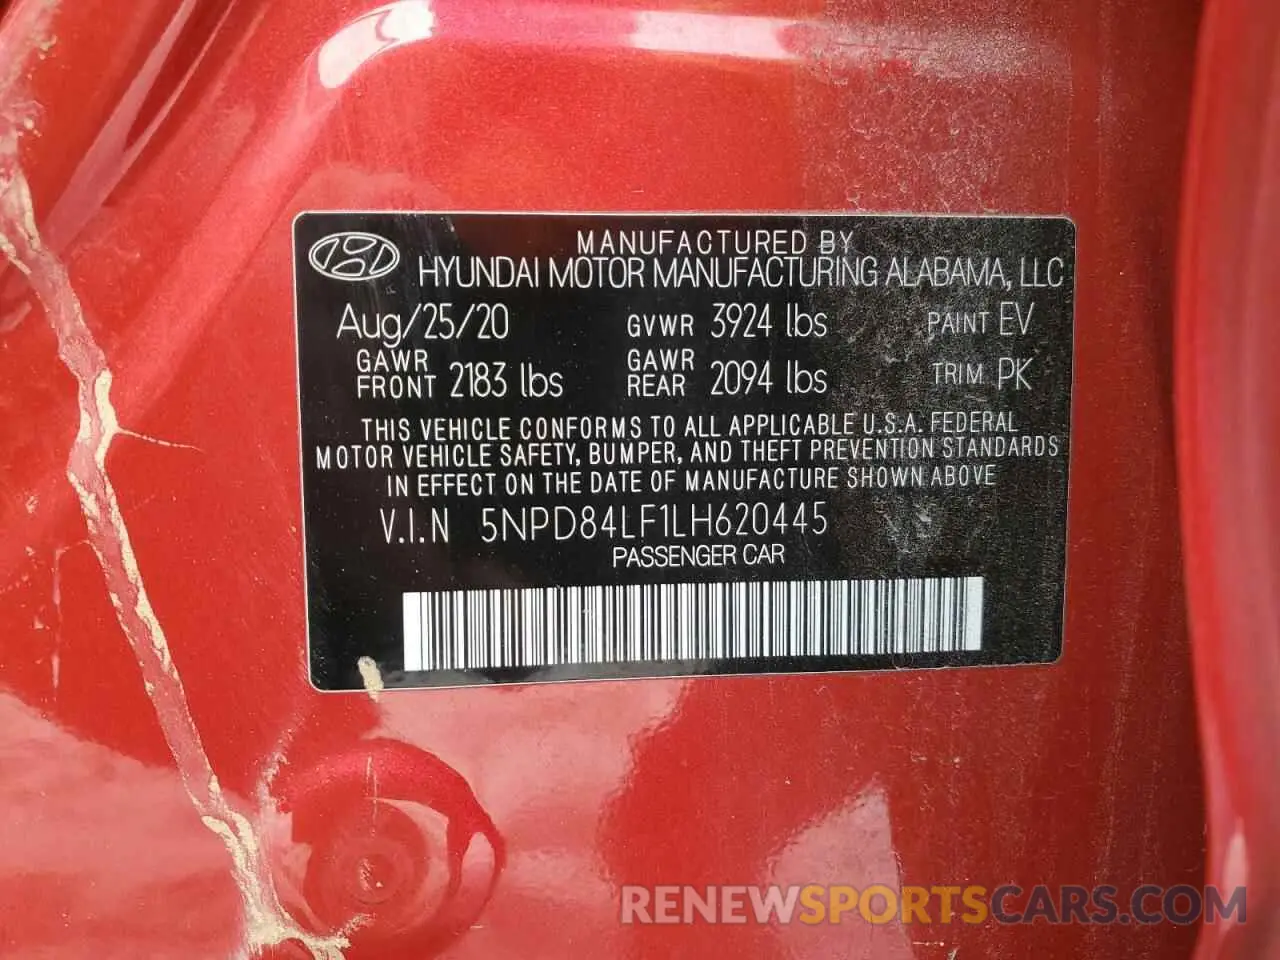 MANUFACTURED BY
HYUNDAI MOTOR MANUFACTURING ALABAMA, LLC
Aug/25/20 GVWR 3924 lbs PAINT EV
GAWR FRONT 2183 lbs GAWR REAR 2094 lbs TRIM PK
THIS VEHICLE CONFORMS TO ALL APPLICABLE U.S.A. FEDERAL
MOTOR VEHICLE SAFETY, BUMPER, AND THEFT PREVENTION STANDARDS
IN EFFECT ON THE DATE OF MANUFACTURE SHOWN ABOVE
V.I.N 5NPD84LF1LH620445
PASSENGER CAR
RENEWSPORTSCARS.COM